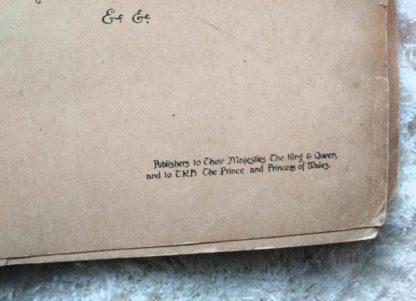 &c. &c.
Publishers to Their Majesties The King & Queen,
and to T.R.H. The Prince and Princess of Wales.